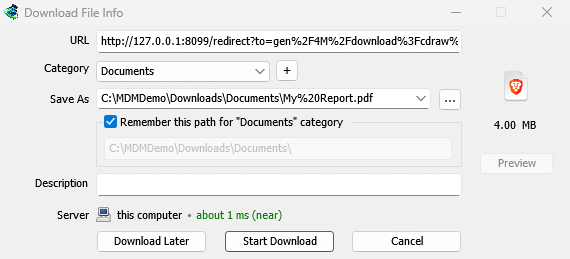 Download File Info
URL http://127.0.0.1:8099/redirect?to=gen%2F4M%2Fdownload%3Fcdraw%
Category Documents +
Save As C:\MDMDemo\Downloads\Documents\My%20Report.pdf ...
Remember this path for "Documents" category
C:\MDMDemo\Downloads\Documents\
4.00 MB
Preview
Description
Server this computer • about 1 ms (near)
Download Later Start Download Cancel